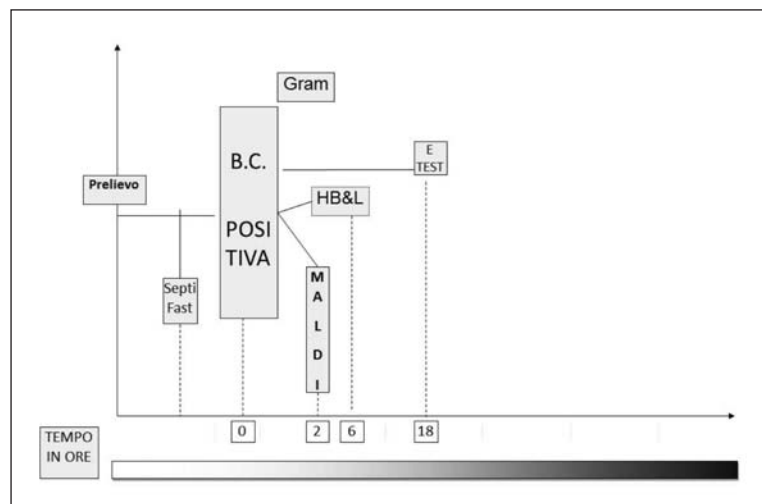 Gram
B.C.
POSI
TIVA
E
TEST
Prelievo
HB&L
Septi
Fast
M
A
L
D
I
TEMPO
IN ORE
0
2
6
18